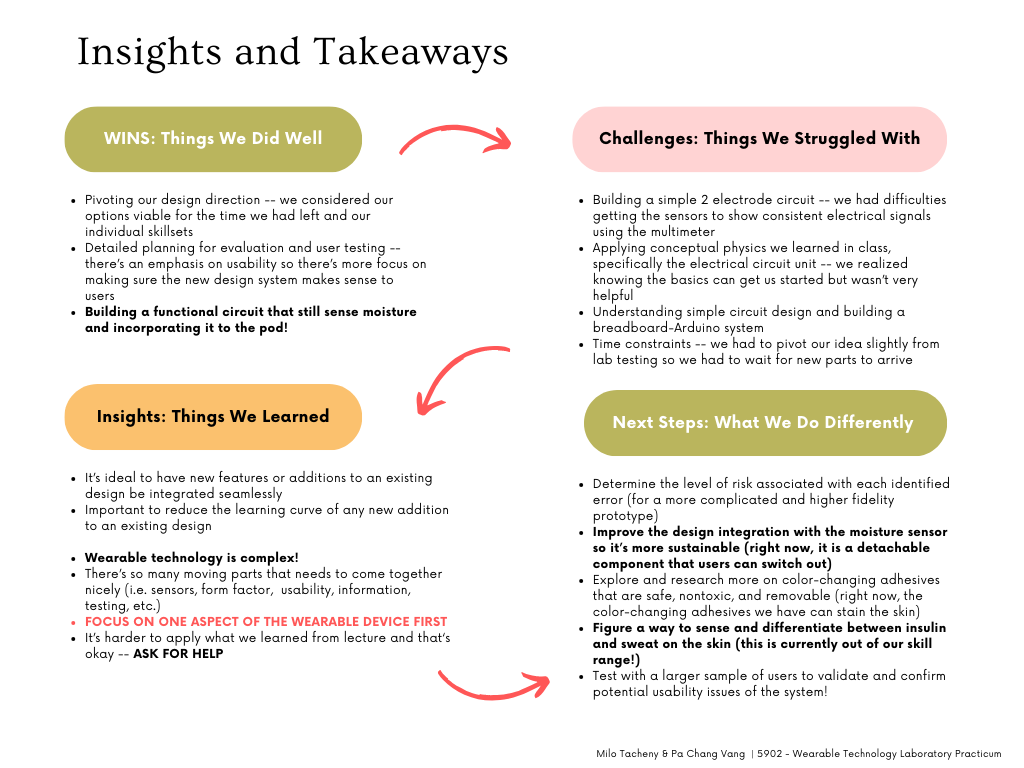 Insights and Takeaways
WINS: Things We Did Well
Pivoting our design direction -- we considered our
options viable for the time we had left and our
individual skillsets
Detailed planning for evaluation and user testing --
there's an emphasis on usability so there's more focus on
making sure the new design system makes sense to
users
Building a functional circuit that still sense moisture
and incorporating it to the pod!
Challenges: Things We Struggled With
Building a simple 2 electrode circuit -- we had difficulties
getting the sensors to show consistent electrical signals
using the multimeter
Applying conceptual physics we learned in class,
specifically the electrical circuit unit -- we realized
knowing the basics can get us started but wasn't very
helpful
Understanding simple circuit design and building a
breadboard-Arduino system
Time constraints -- we had to pivot our idea slightly from
lab testing so we had to wait for new parts to arrive
Insights: Things We Learned
It's ideal to have new features or additions to an existing
design be integrated seamlessly
Important to reduce the learning curve of any new addition
to an existing design
Wearable technology is complex!
There's so many moving parts that needs to come together
nicely (i.e. sensors, form factor, usability, information,
testing, etc.)
FOCUS ON ONE ASPECT OF THE WEARABLE DEVICE FIRST
It's harder to apply what we learned from lecture and that's
okay -- ASK FOR HELP
Next Steps: What We Do Differently
Determine the level of risk associated with each identified
error (for a more complicated and higher fidelity
prototype)
Improve the design integration with the moisture sensor
so it's more sustainable (right now, it is a detachable
component that users can switch out)
Explore and research more on color-changing adhesives
that are safe, nontoxic, and removable (right now, the
color-changing adhesives we have can stain the skin)
Figure a way to sense and differentiate between insulin
and sweat on the skin (this is currently out of our skill
range!)
Test with a larger sample of users to validate and confirm
potential usability issues of the system!
Milo Tacheny & Pa Chang Vang | 5902 - Wearable Technology Laboratory Practicum